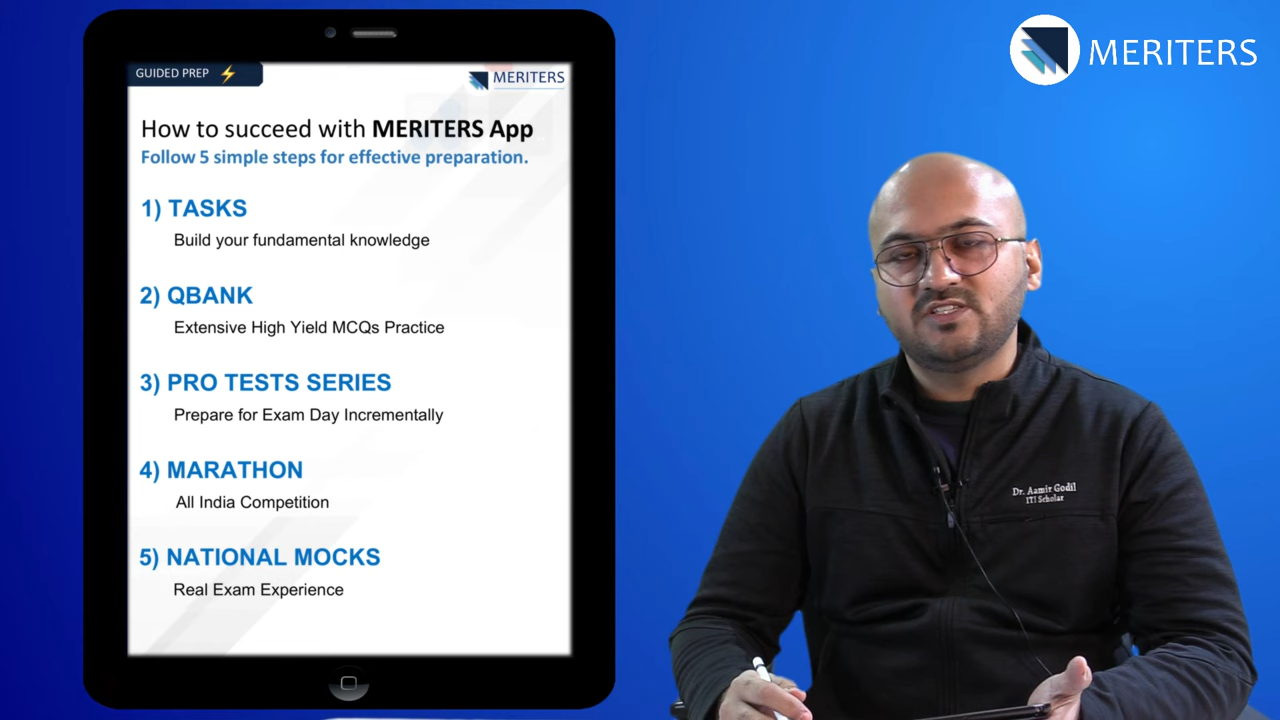 GUIDED PREP
MERITERS
How to succeed with MERITERS App
Follow 5 simple steps for effective preparation.
1) TASKS
Build your fundamental knowledge
2) QBANK
Extensive High Yield MCQs Practice
3) PRO TESTS SERIES
Prepare for Exam Day Incrementally
4) MARATHON
All India Competition
5) NATIONAL MOCKS
Real Exam Experience
MERITERS
Dr. Aamir Godil
ITI Scholar